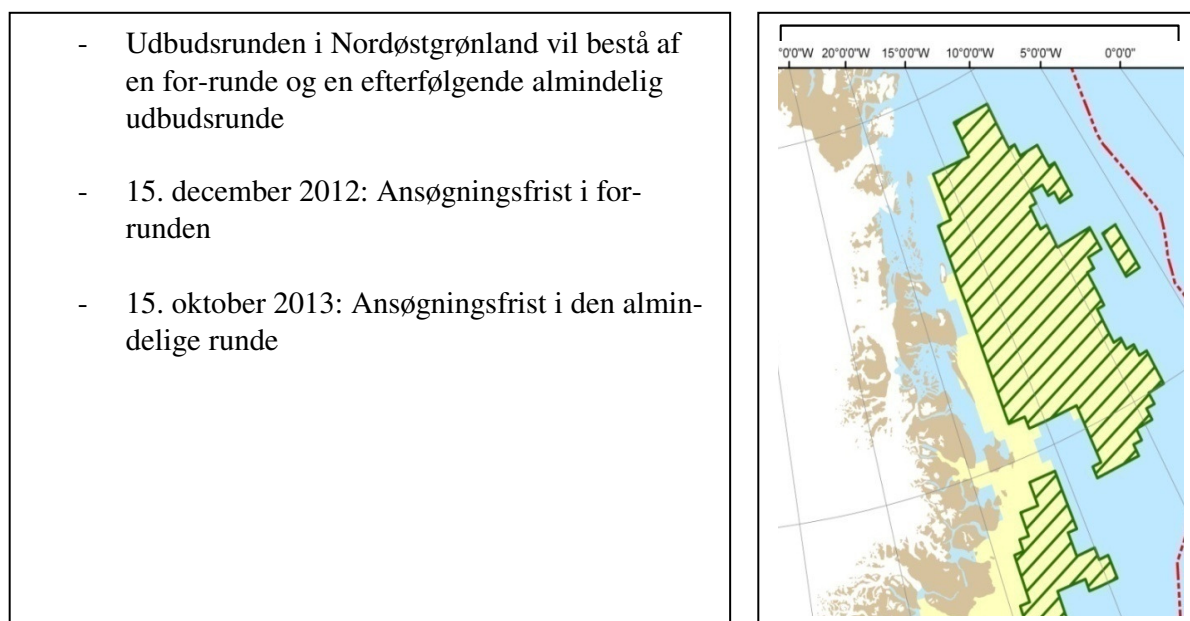 - Udbudsrunden i Nordøstgrønland vil bestå af
en for-runde og en efterfølgende almindelig
udbudsrunde
- 15. december 2012: Ansøgningsfrist i for-
runden
- 15. oktober 2013: Ansøgningsfrist i den almin-
delige runde
°0'0"W 20°0'0"W 15°0'0"W 10°0'0"W 5°0'0"W 0°0'0"